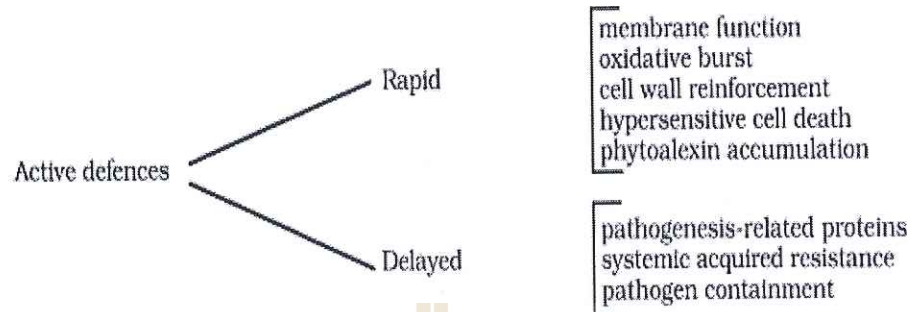 membrane function
oxidative burst
Rapid
cell wall reinforcement
hypersensitive cell death
phytoalexin accumulation
Active defences
pathogenesis-related proteins
Delayed
systemic acquired resistance
pathogen containment